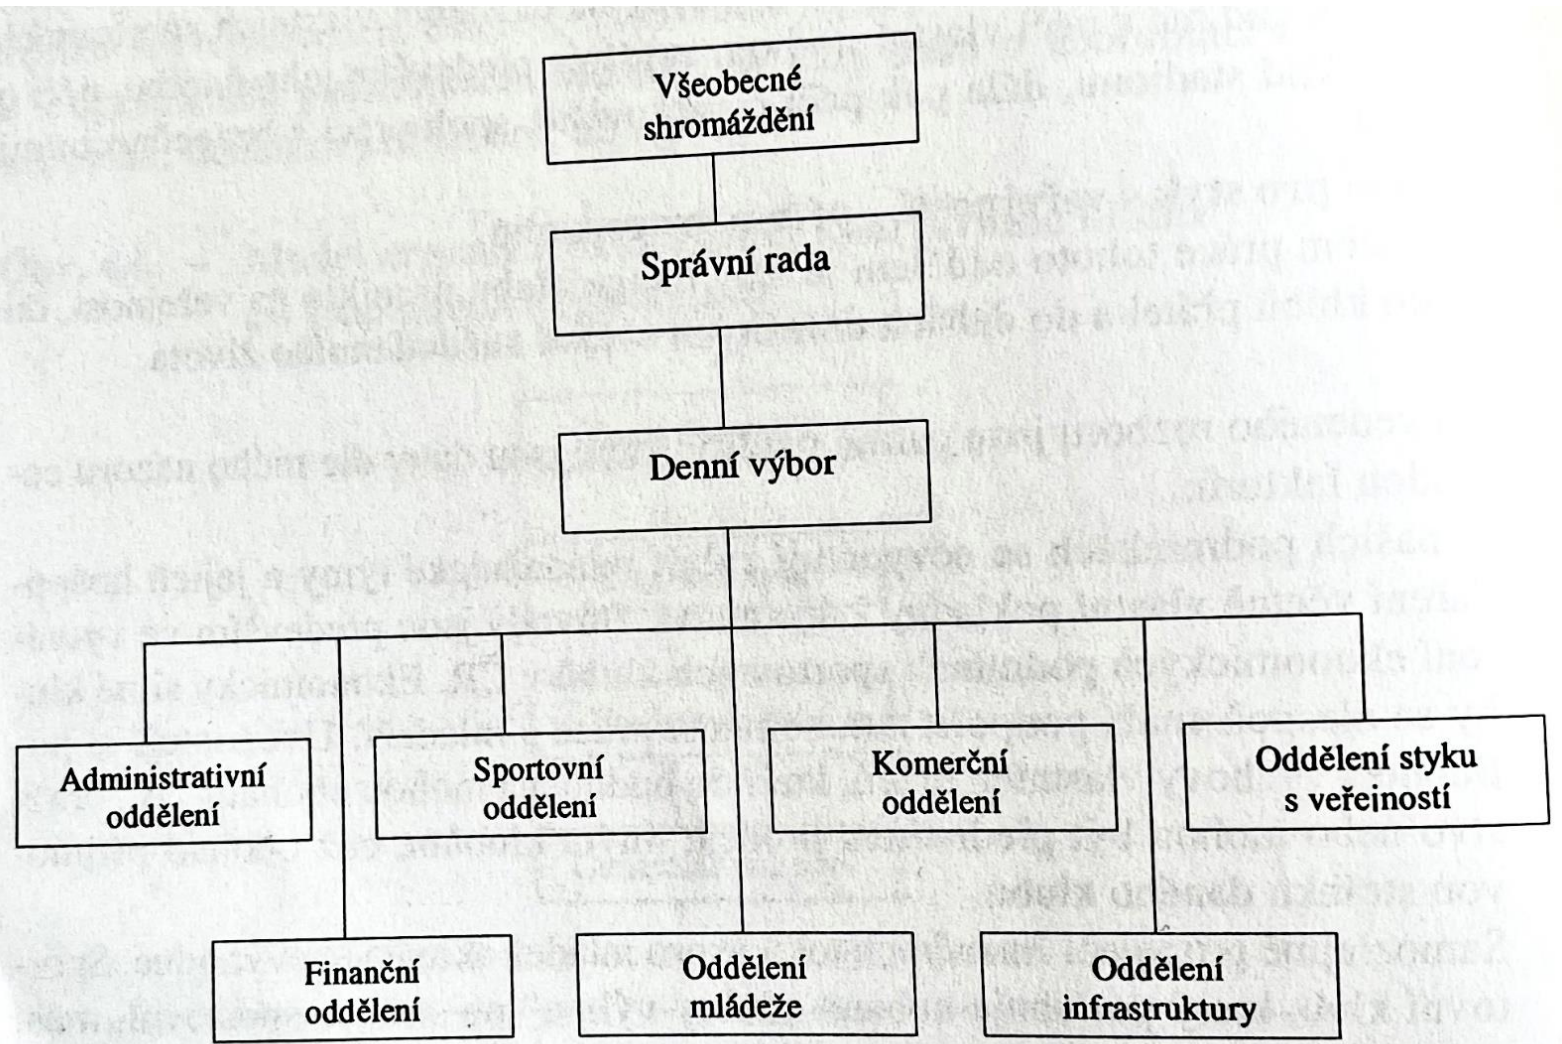 Všeobecné
shromáždění
Správní rada
Denní výbor
Administrativní
oddělení
Sportovní
oddělení
Komerční
oddělení
Oddělení styku
s veřejností
Finanční
oddělení
Oddělení
mládeže
Oddělení
infrastruktury